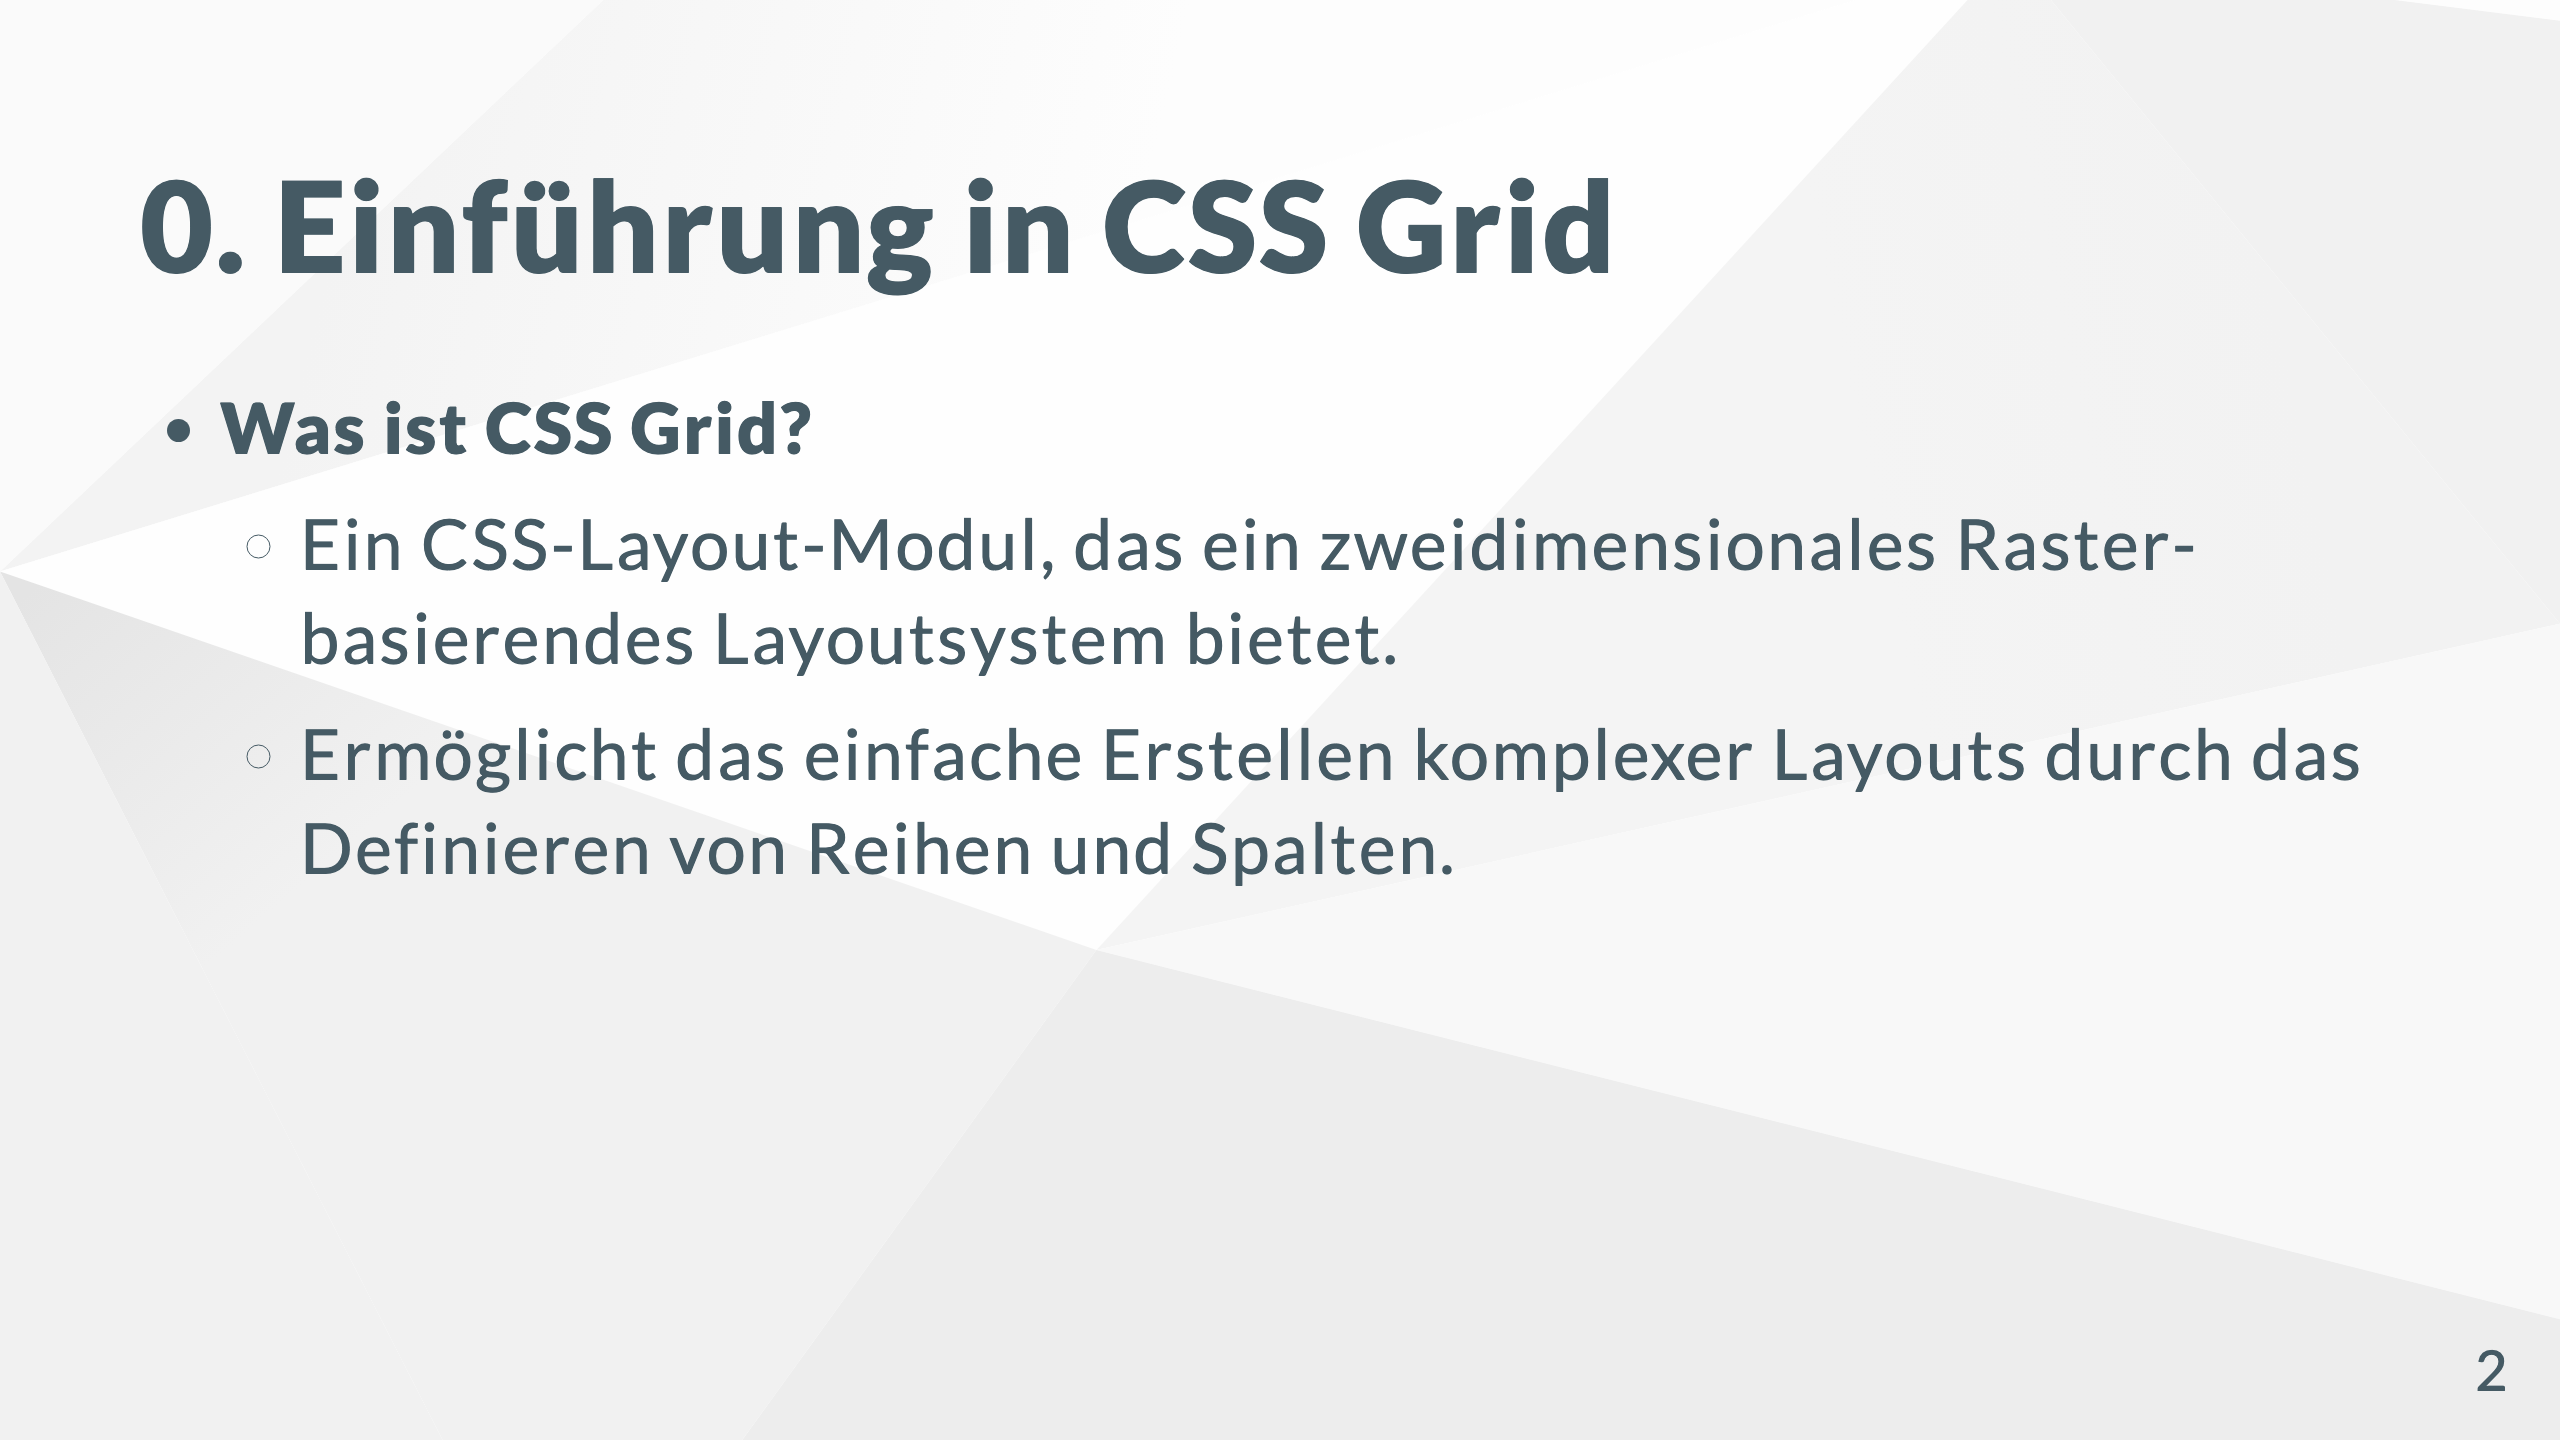 0. Einführung in CSS Grid
• Was ist CSS Grid?
○ Ein CSS-Layout-Modul, das ein zweidimensionales Raster-
basierendes Layoutsystem bietet.
○ Ermöglicht das einfache Erstellen komplexer Layouts durch das
Definieren von Reihen und Spalten.
2